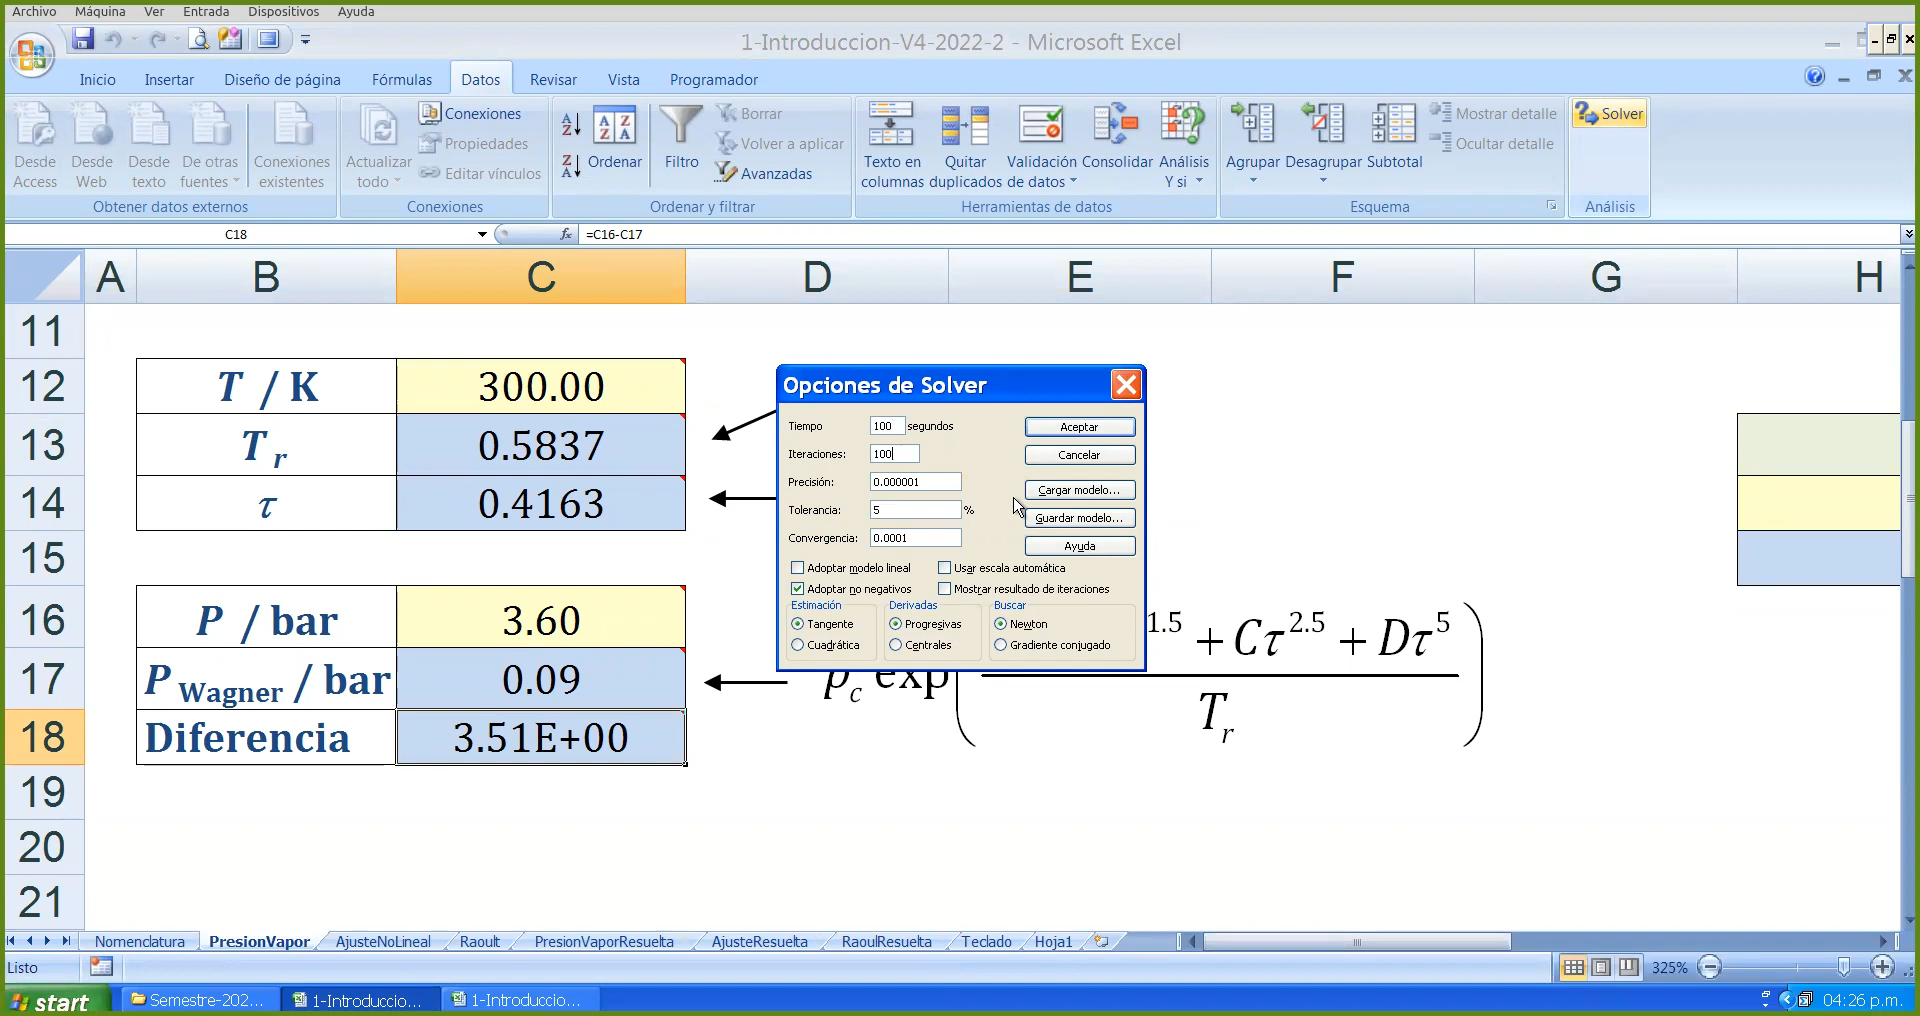 Archivo Máquina Ver Entrada Dispositivos Ayuda
1-Introduccion-V4-2022-2 - Microsoft Excel
Inicio Insertar Diseño de página Fórmulas Datos Revisar Vista Programador
Desde Access
Desde Web
Desde texto
De otras fuentes
Conexiones existentes
Obtener datos externos
Actualizar todo
Conexiones
Propiedades
Editar vínculos
Conexiones
Ordenar
Filtro
Borrar
Volver a aplicar
Avanzadas
Ordenar y filtrar
Texto en columnas
Quitar duplicados
Validación de datos
Consolidar
Análisis Y si
Herramientas de datos
Agrupar
Desagrupar
Subtotal
Mostrar detalle
Ocultar detalle
Esquema
Solver
Análisis
C18 fx =C16-C17
A B C D E F G H
11
12 T / K 300.00
13 Tr 0.5837
14 τ 0.4163
15
16 P / bar 3.60
17 P Wagner / bar 0.09
18 Diferencia 3.51E+00
19
20
21
Opciones de Solver
Tiempo 100 segundos
Iteraciones: 100
Precisión: 0.000001
Tolerancia: 5 %
Convergencia: 0.0001
Aceptar
Cancelar
Cargar modelo...
Guardar modelo...
Ayuda
Adoptar modelo lineal Usar escala automática
Adoptar no negativos Mostrar resultado de iteraciones
Estimación Derivadas Buscar
Tangente Progresivas Newton
Cuadrática Centrales Gradiente conjugado
1.5 + Cτ^2.5 + Dτ^5
pc exp
Tr
Nomenclatura PresionVapor AjusteNoLineal Raoult PresionVaporResuelta AjusteResuelta RaoulResuelta Teclado Hoja1
Listo 325%
start Semestre-202... 1-Introduccio... 1-Introduccio... 04:26 p.m.